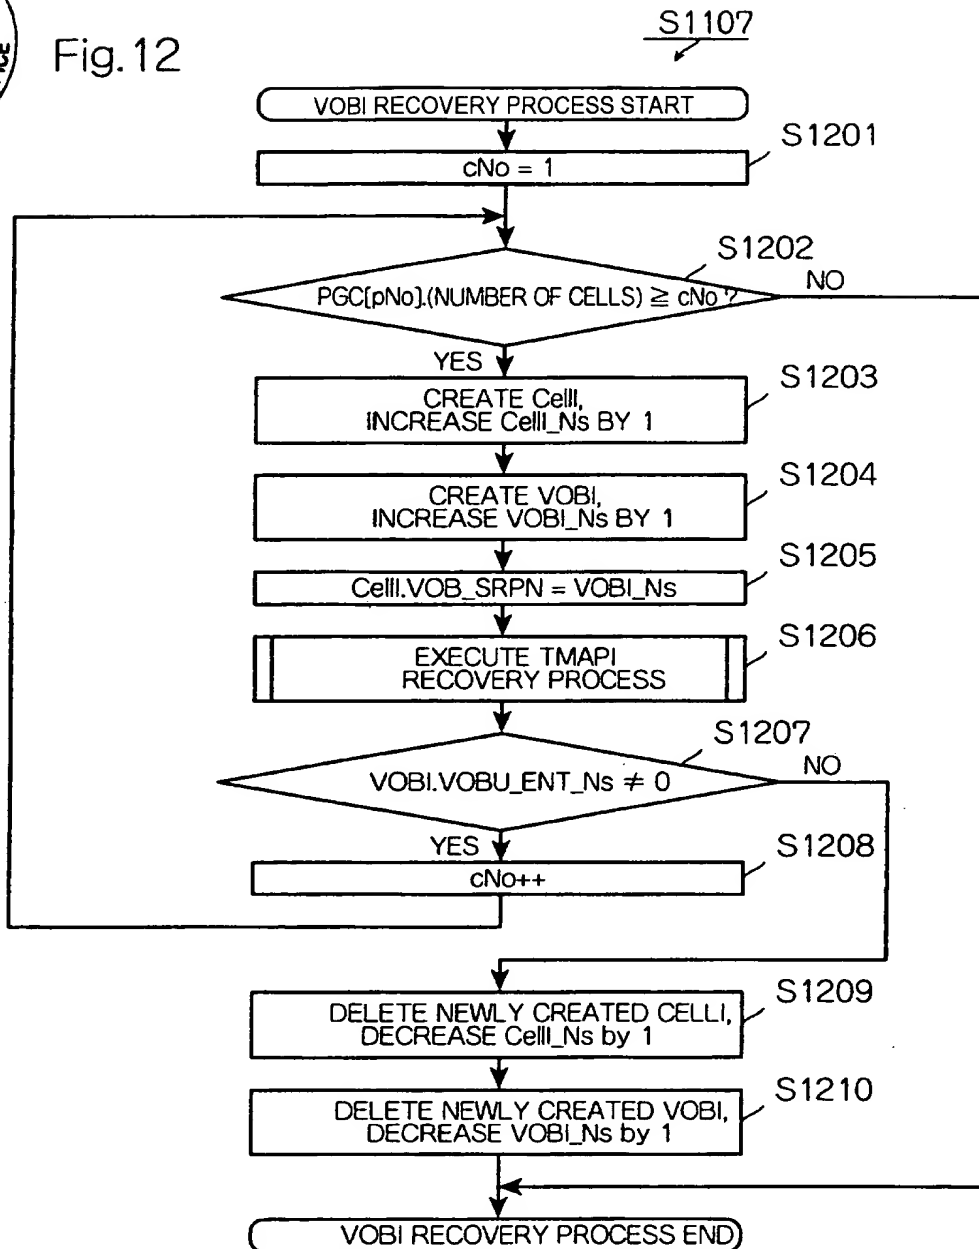 Fig.12
S1107
VOBI RECOVERY PROCESS START
S1201
cNo = 1
S1202
PGC[pNo].(NUMBER OF CELLS) ≧ cNo ?
NO
YES
S1203
CREATE CellI,
INCREASE CellI_Ns BY 1
S1204
CREATE VOBI,
INCREASE VOBI_Ns BY 1
S1205
CellI.VOB_SRPN = VOBI_Ns
S1206
EXECUTE TMAPI
RECOVERY PROCESS
S1207
VOBI.VOBU_ENT_Ns ≠ 0
NO
YES
S1208
cNo++
S1209
DELETE NEWLY CREATED CELLI,
DECREASE CellI_Ns by 1
S1210
DELETE NEWLY CREATED VOBI,
DECREASE VOBI_Ns by 1
VOBI RECOVERY PROCESS END